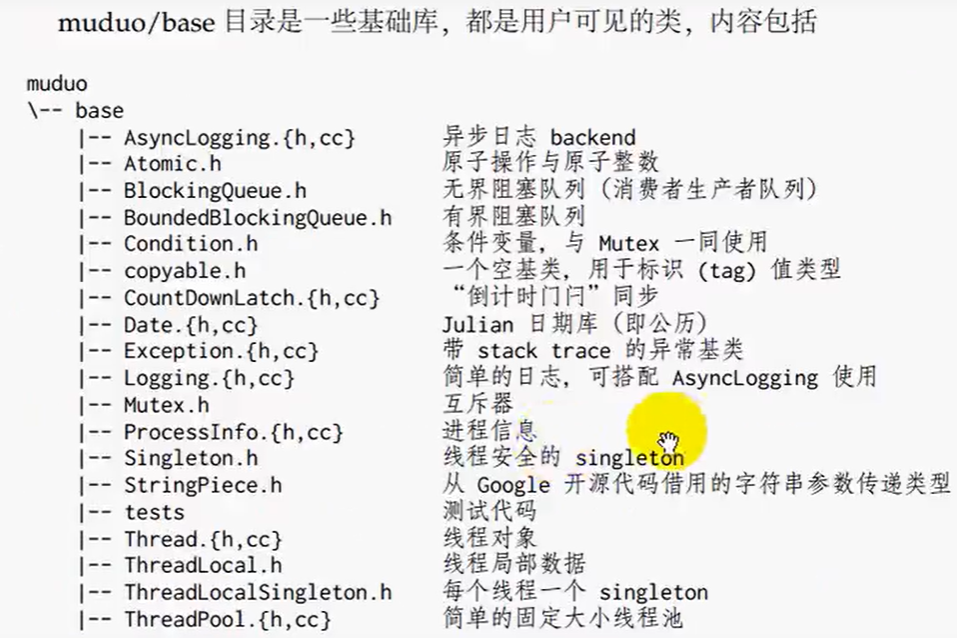 muduo/base 目录是一些基础库，都是用户可见的类，内容包括
muduo
\-- base
|-- AsyncLogging.{h,cc} 异步日志 backend
|-- Atomic.h 原子操作与原子整数
|-- BlockingQueue.h 无界阻塞队列（消费者生产者队列）
|-- BoundedBlockingQueue.h 有界阻塞队列
|-- Condition.h 条件变量，与 Mutex 一同使用
|-- copyable.h 一个空基类，用于标识 (tag) 值类型
|-- CountDownLatch.{h,cc} “倒计时门闩”同步
|-- Date.{h,cc} Julian 日期库（即公历）
|-- Exception.{h,cc} 带 stack trace 的异常基类
|-- Logging.{h,cc} 简单的日志，可搭配 AsyncLogging 使用
|-- Mutex.h 互斥器
|-- ProcessInfo.{h,cc} 进程信息
|-- Singleton.h 线程安全的 singleton
|-- StringPiece.h 从 Google 开源代码借用的字符串参数传递类型
|-- tests 测试代码
|-- Thread.{h,cc} 线程对象
|-- ThreadLocal.h 线程局部数据
|-- ThreadLocalSingleton.h 每个线程一个 singleton
|-- ThreadPool.{h,cc} 简单的固定大小线程池